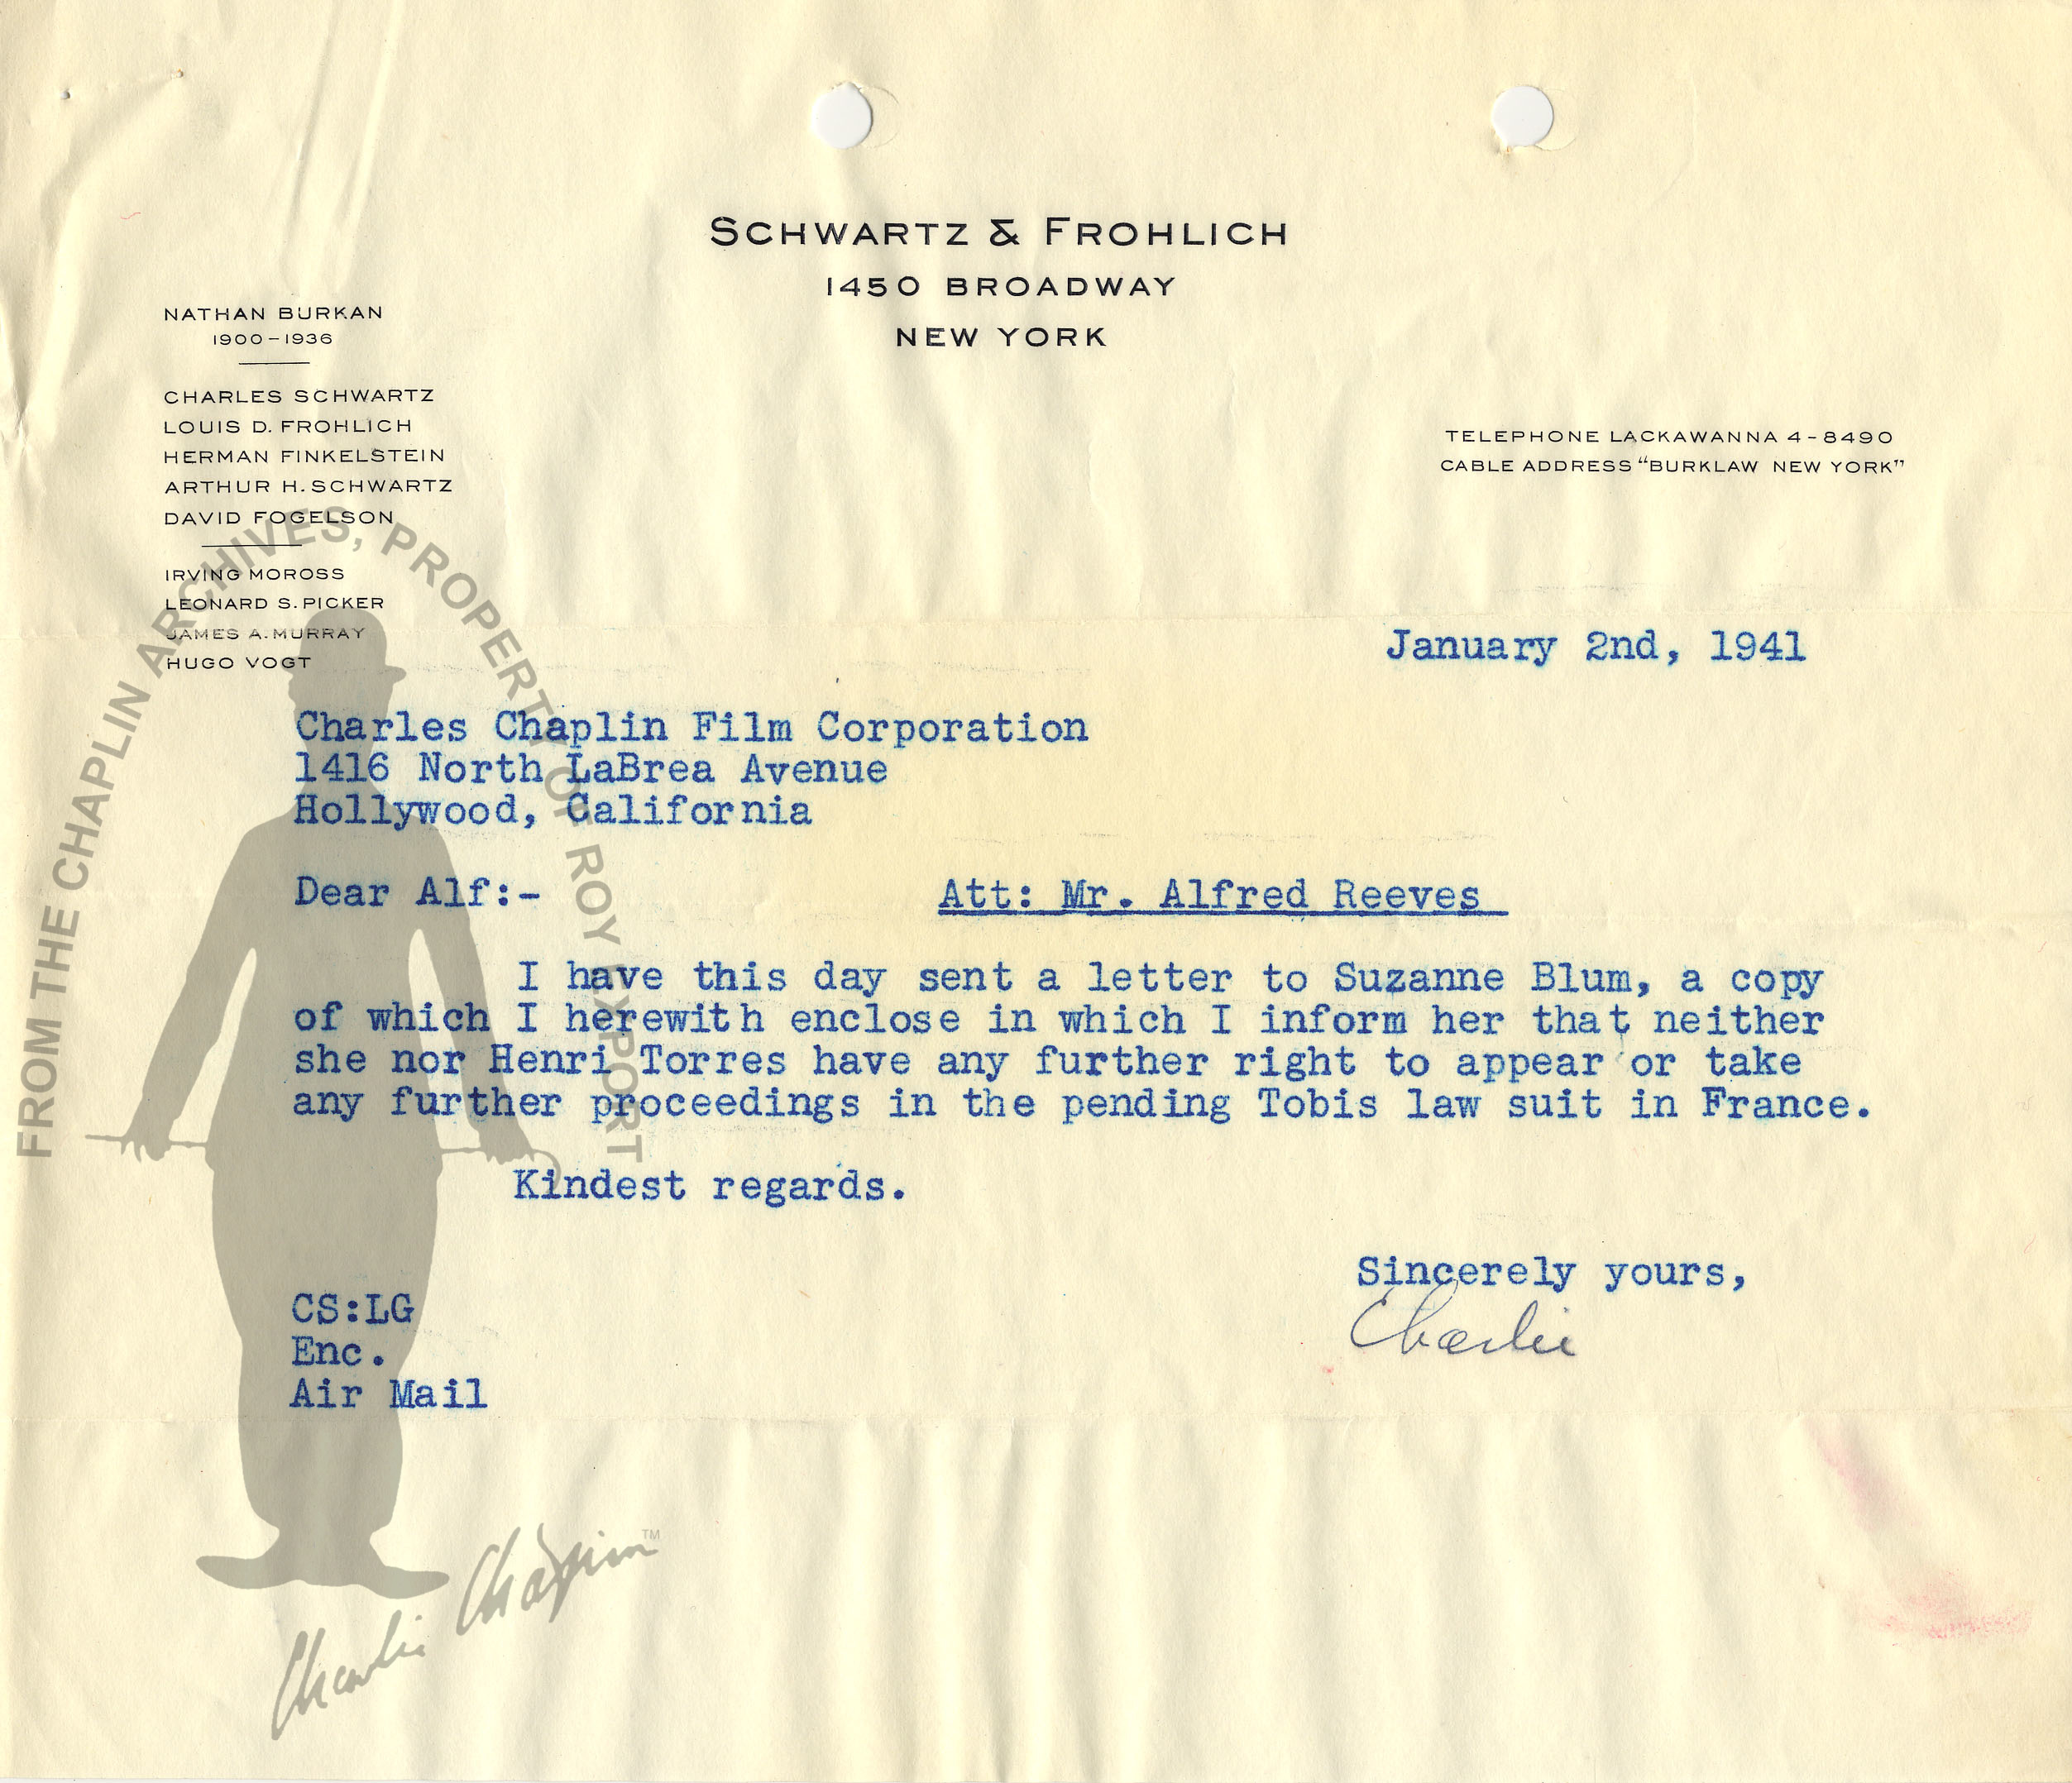 SCHWARTZ & FROHLICH
1450 BROADWAY
NEW YORK
NATHAN BURKAN
1900-1936
CHARLES SCHWARTZ
LOUIS D. FROHLICH
HERMAN FINKELSTEIN
ARTHUR H. SCHWARTZ
DAVID FOGELSON
IRVING MOROSS
LEONARD S. PICKER
JAMES A. MURRAY
HUGO VOGT
TELEPHONE LACKAWANNA 4-8490
CABLE ADDRESS "BURKLAW NEW YORK"
January 2nd, 1941
Charles Chaplin Film Corporation
1416 North LaBrea Avenue
Hollywood, California
Dear Alf:-
Att: Mr. Alfred Reeves
I have this day sent a letter to Suzanne Blum, a copy
of which I herewith enclose in which I inform her that neither
she nor Henri Torres have any further right to appear or take
any further proceedings in the pending Tobis law suit in France.
Kindest regards.
Sincerely yours,
Charlie
CS:LG
Enc.
Air Mail
FROM THE CHAPLIN ARCHIVES, PROPERTY OF ROY EXPORT
Charlie Chaplin™